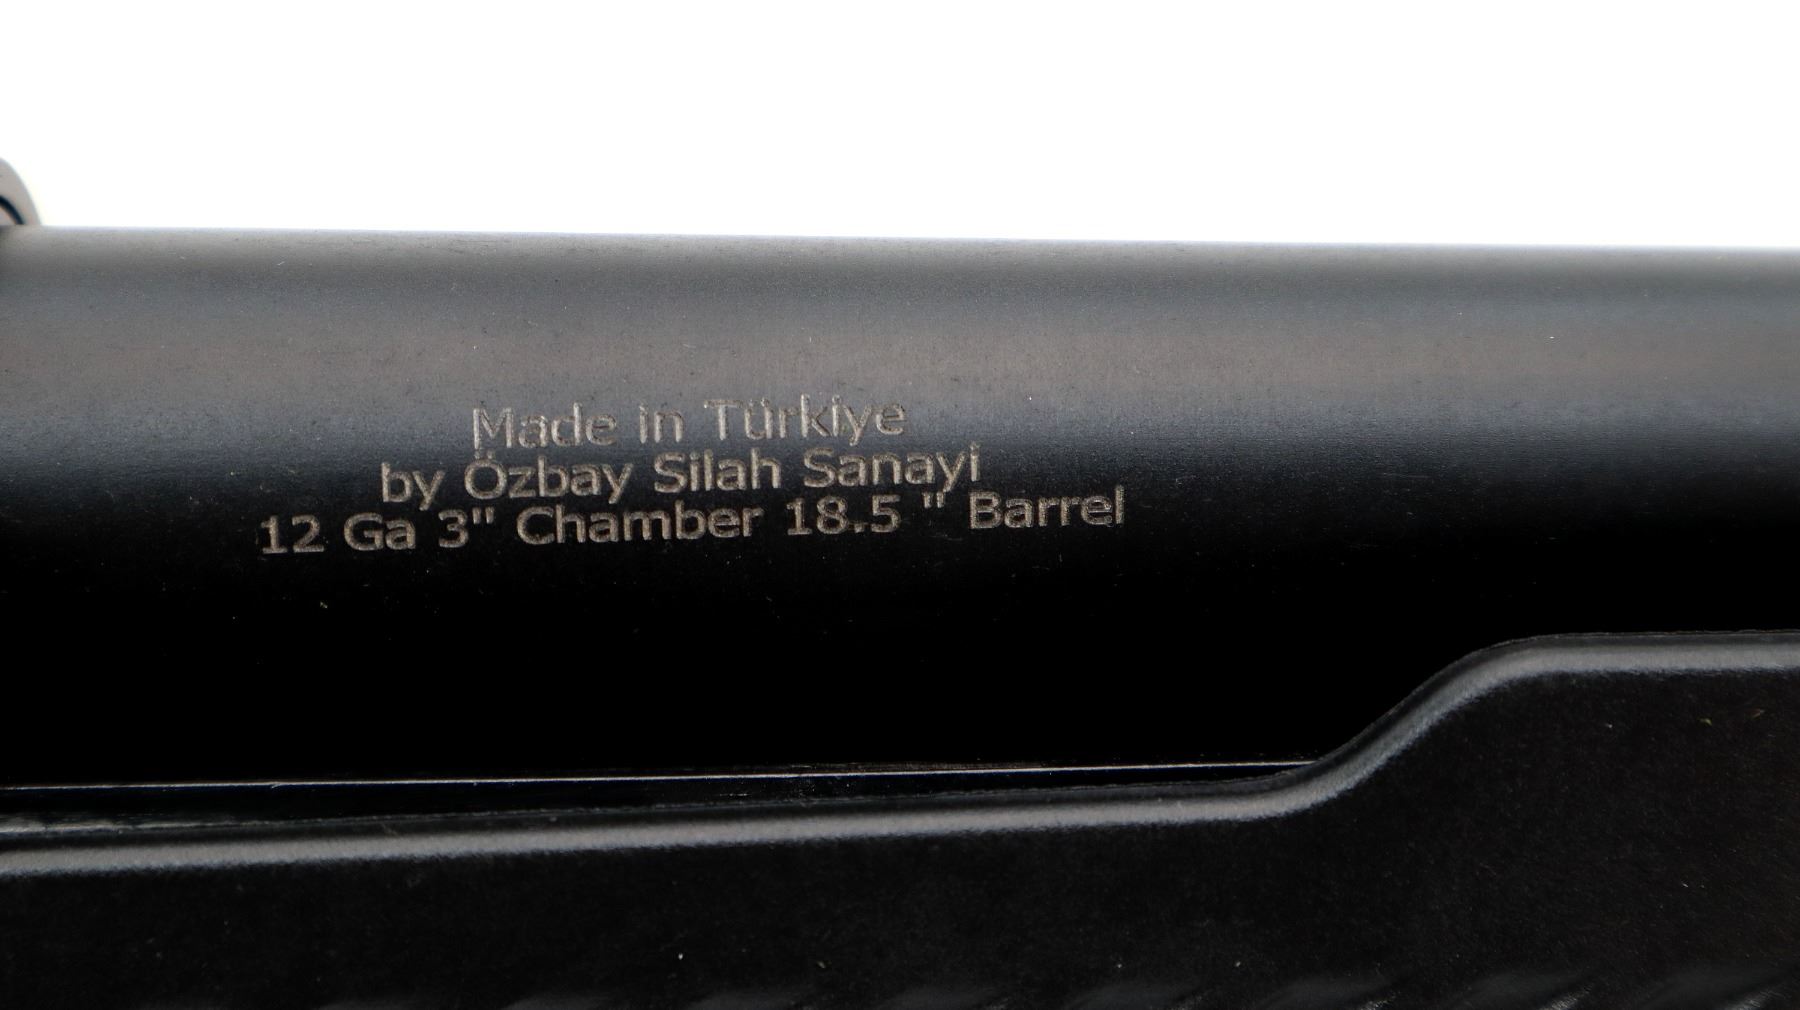 Made in Türkiye
by Özbay Silah Sanayi
12 Ga 3" Chamber 18.5 " Barrel